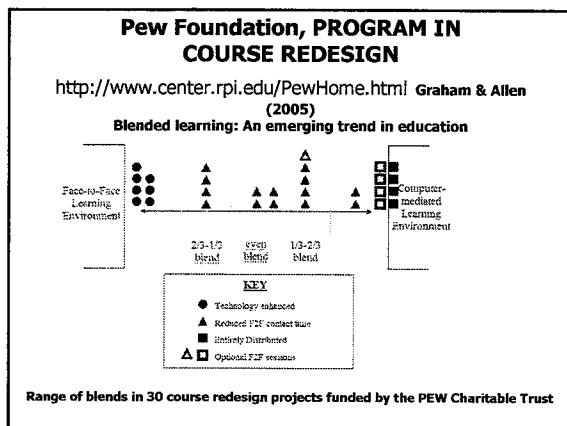 Pew Foundation, PROGRAM IN
COURSE REDESIGN
http://www.center.rpi.edu/PewHome.html Graham & Allen
(2005)
Blended learning: An emerging trend in education
Face-to-Face
Learning
Environment
Computer-
mediated
Learning
Environment
2/3-1/3
blend
even
blend
1/3-2/3
blend
KEY
Technology enhanced
Reduced F2F contact time
Entirely Distributed
Optional F2F sessions
Range of blends in 30 course redesign projects funded by the PEW Charitable Trust